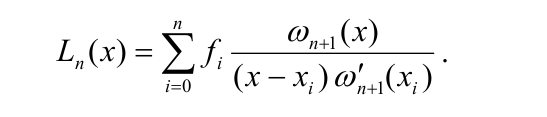 $L_n(x) = \sum_{i=0}^{n} f_i \frac{\omega_{n+1}(x)}{(x - x_i)\,\omega'_{n+1}(x_i)}.$